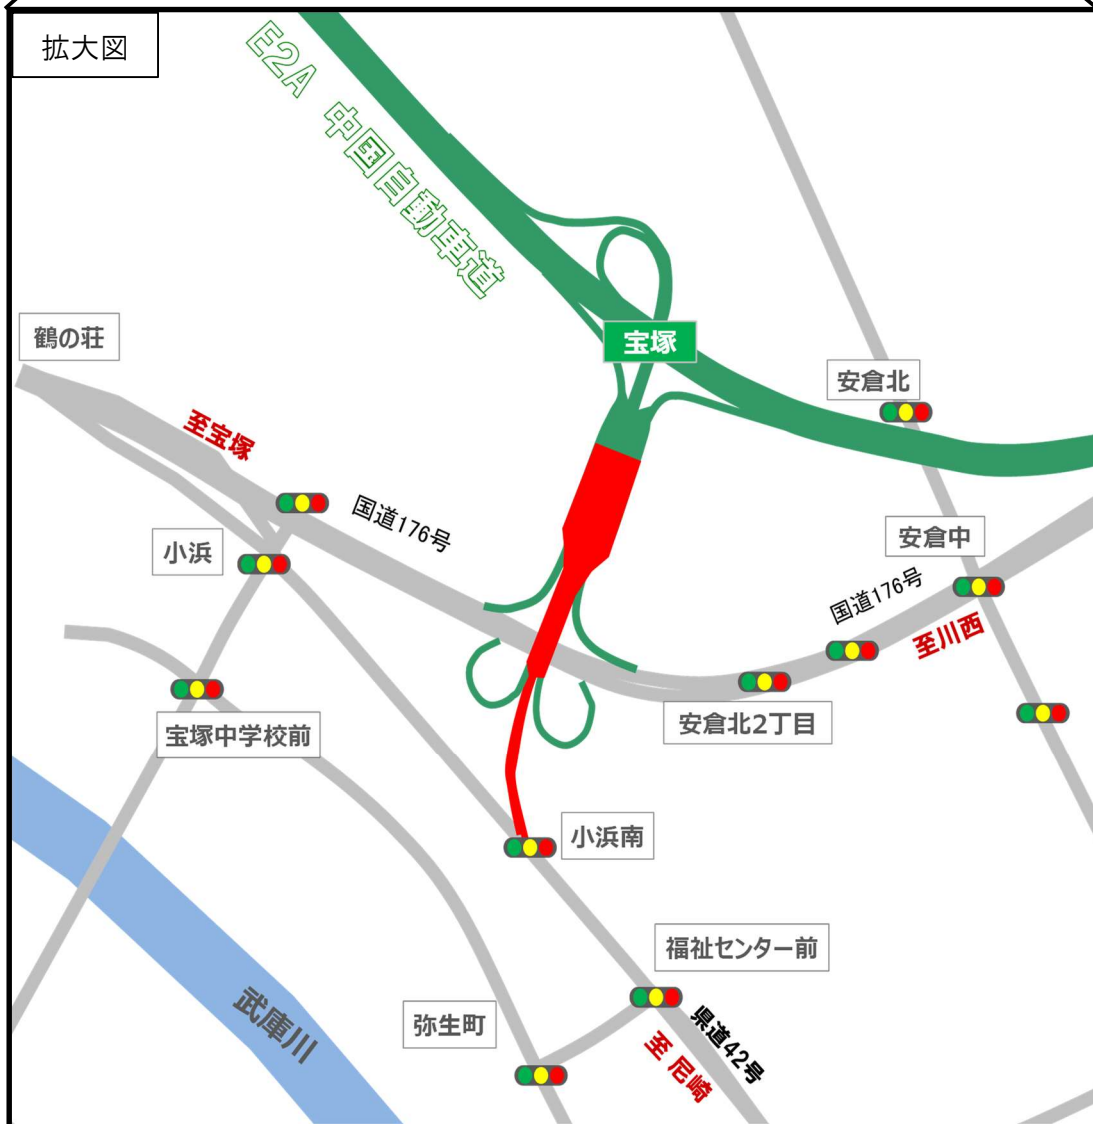 拡大図
E2A 中国自動車道
宝塚
鶴の荘
安倉北
至宝塚
国道176号
小浜
安倉中
国道176号
至川西
宝塚中学校前
安倉北2丁目
小浜南
福祉センター前
武庫川
弥生町
県道42号
至 尼崎